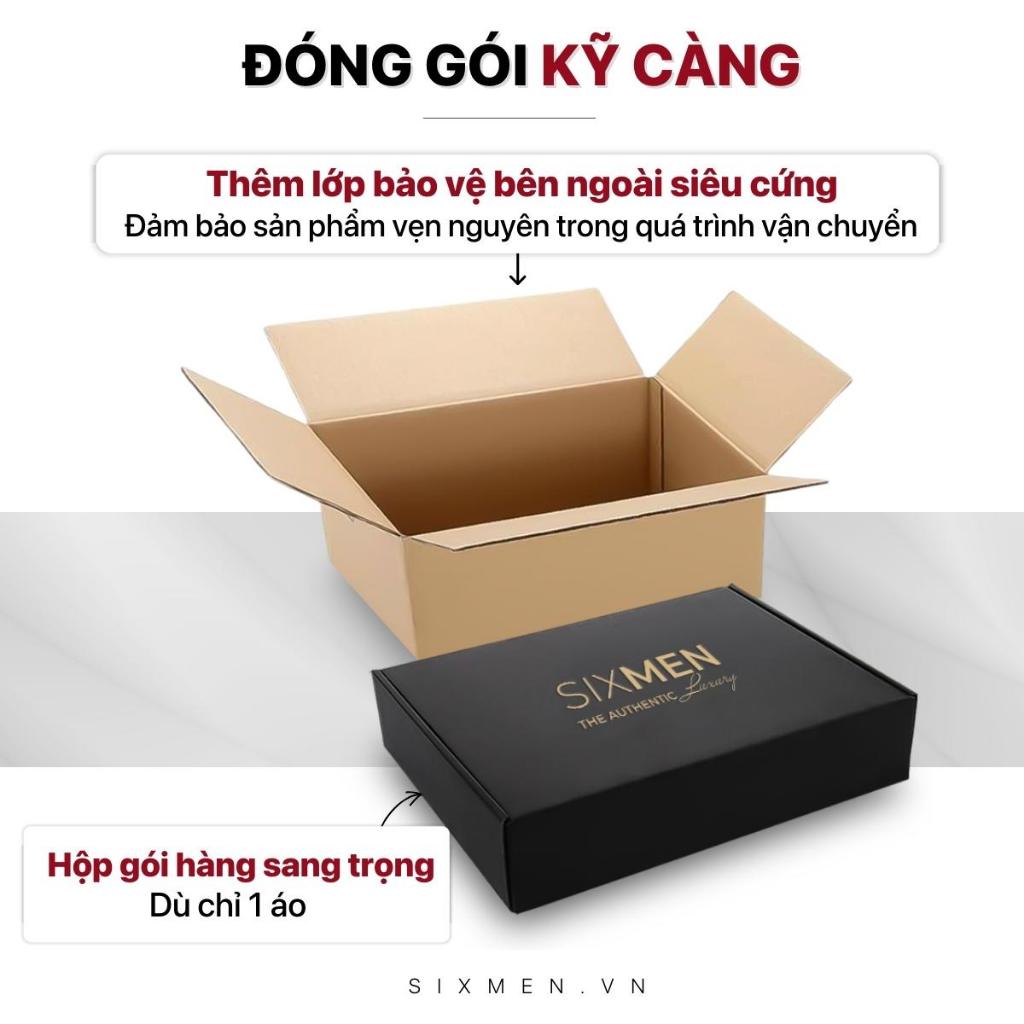 ĐÓNG GÓI KỸ CÀNG
Thêm lớp bảo vệ bên ngoài siêu cứng
Đảm bảo sản phẩm vẹn nguyên trong quá trình vận chuyển
SIXMEN
THE AUTHENTIC Luxury
Hộp gói hàng sang trọng
Dù chỉ 1 áo
SIXMEN.VN